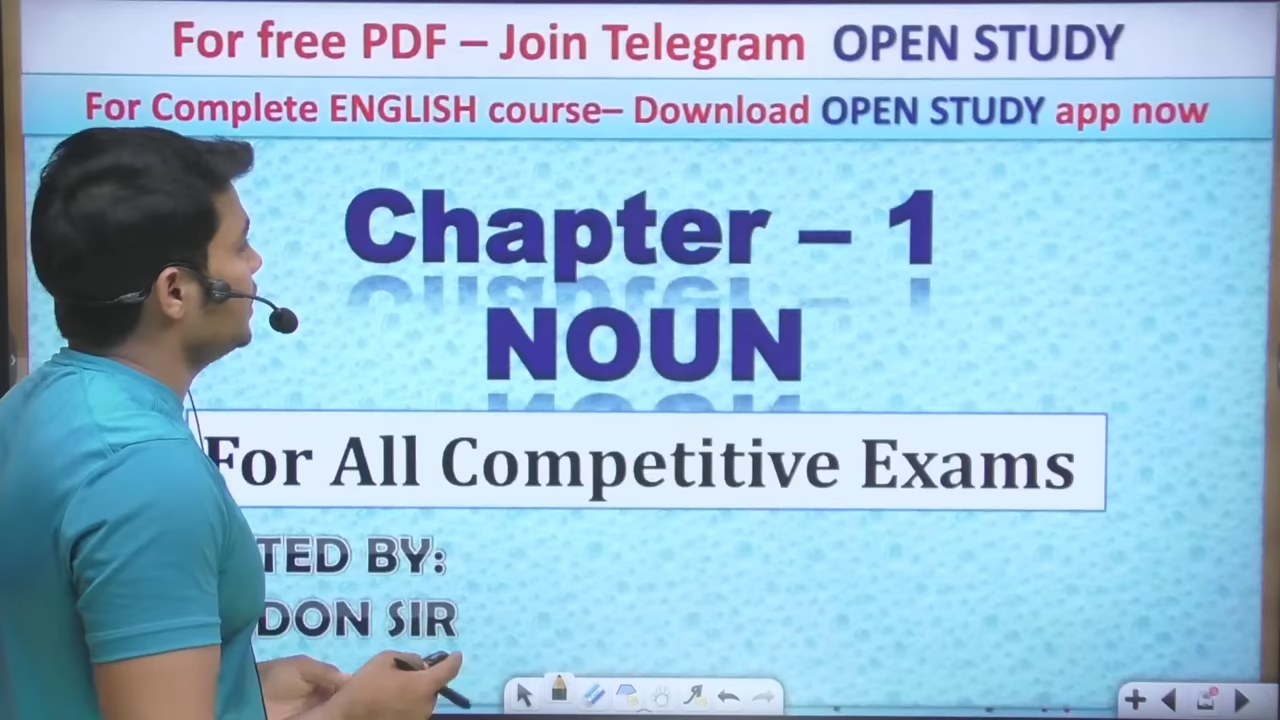 For free PDF – Join Telegram OPEN STUDY
For Complete ENGLISH course– Download OPEN STUDY app now
Chapter – 1
NOUN
For All Competitive Exams
TED BY:
DON SIR